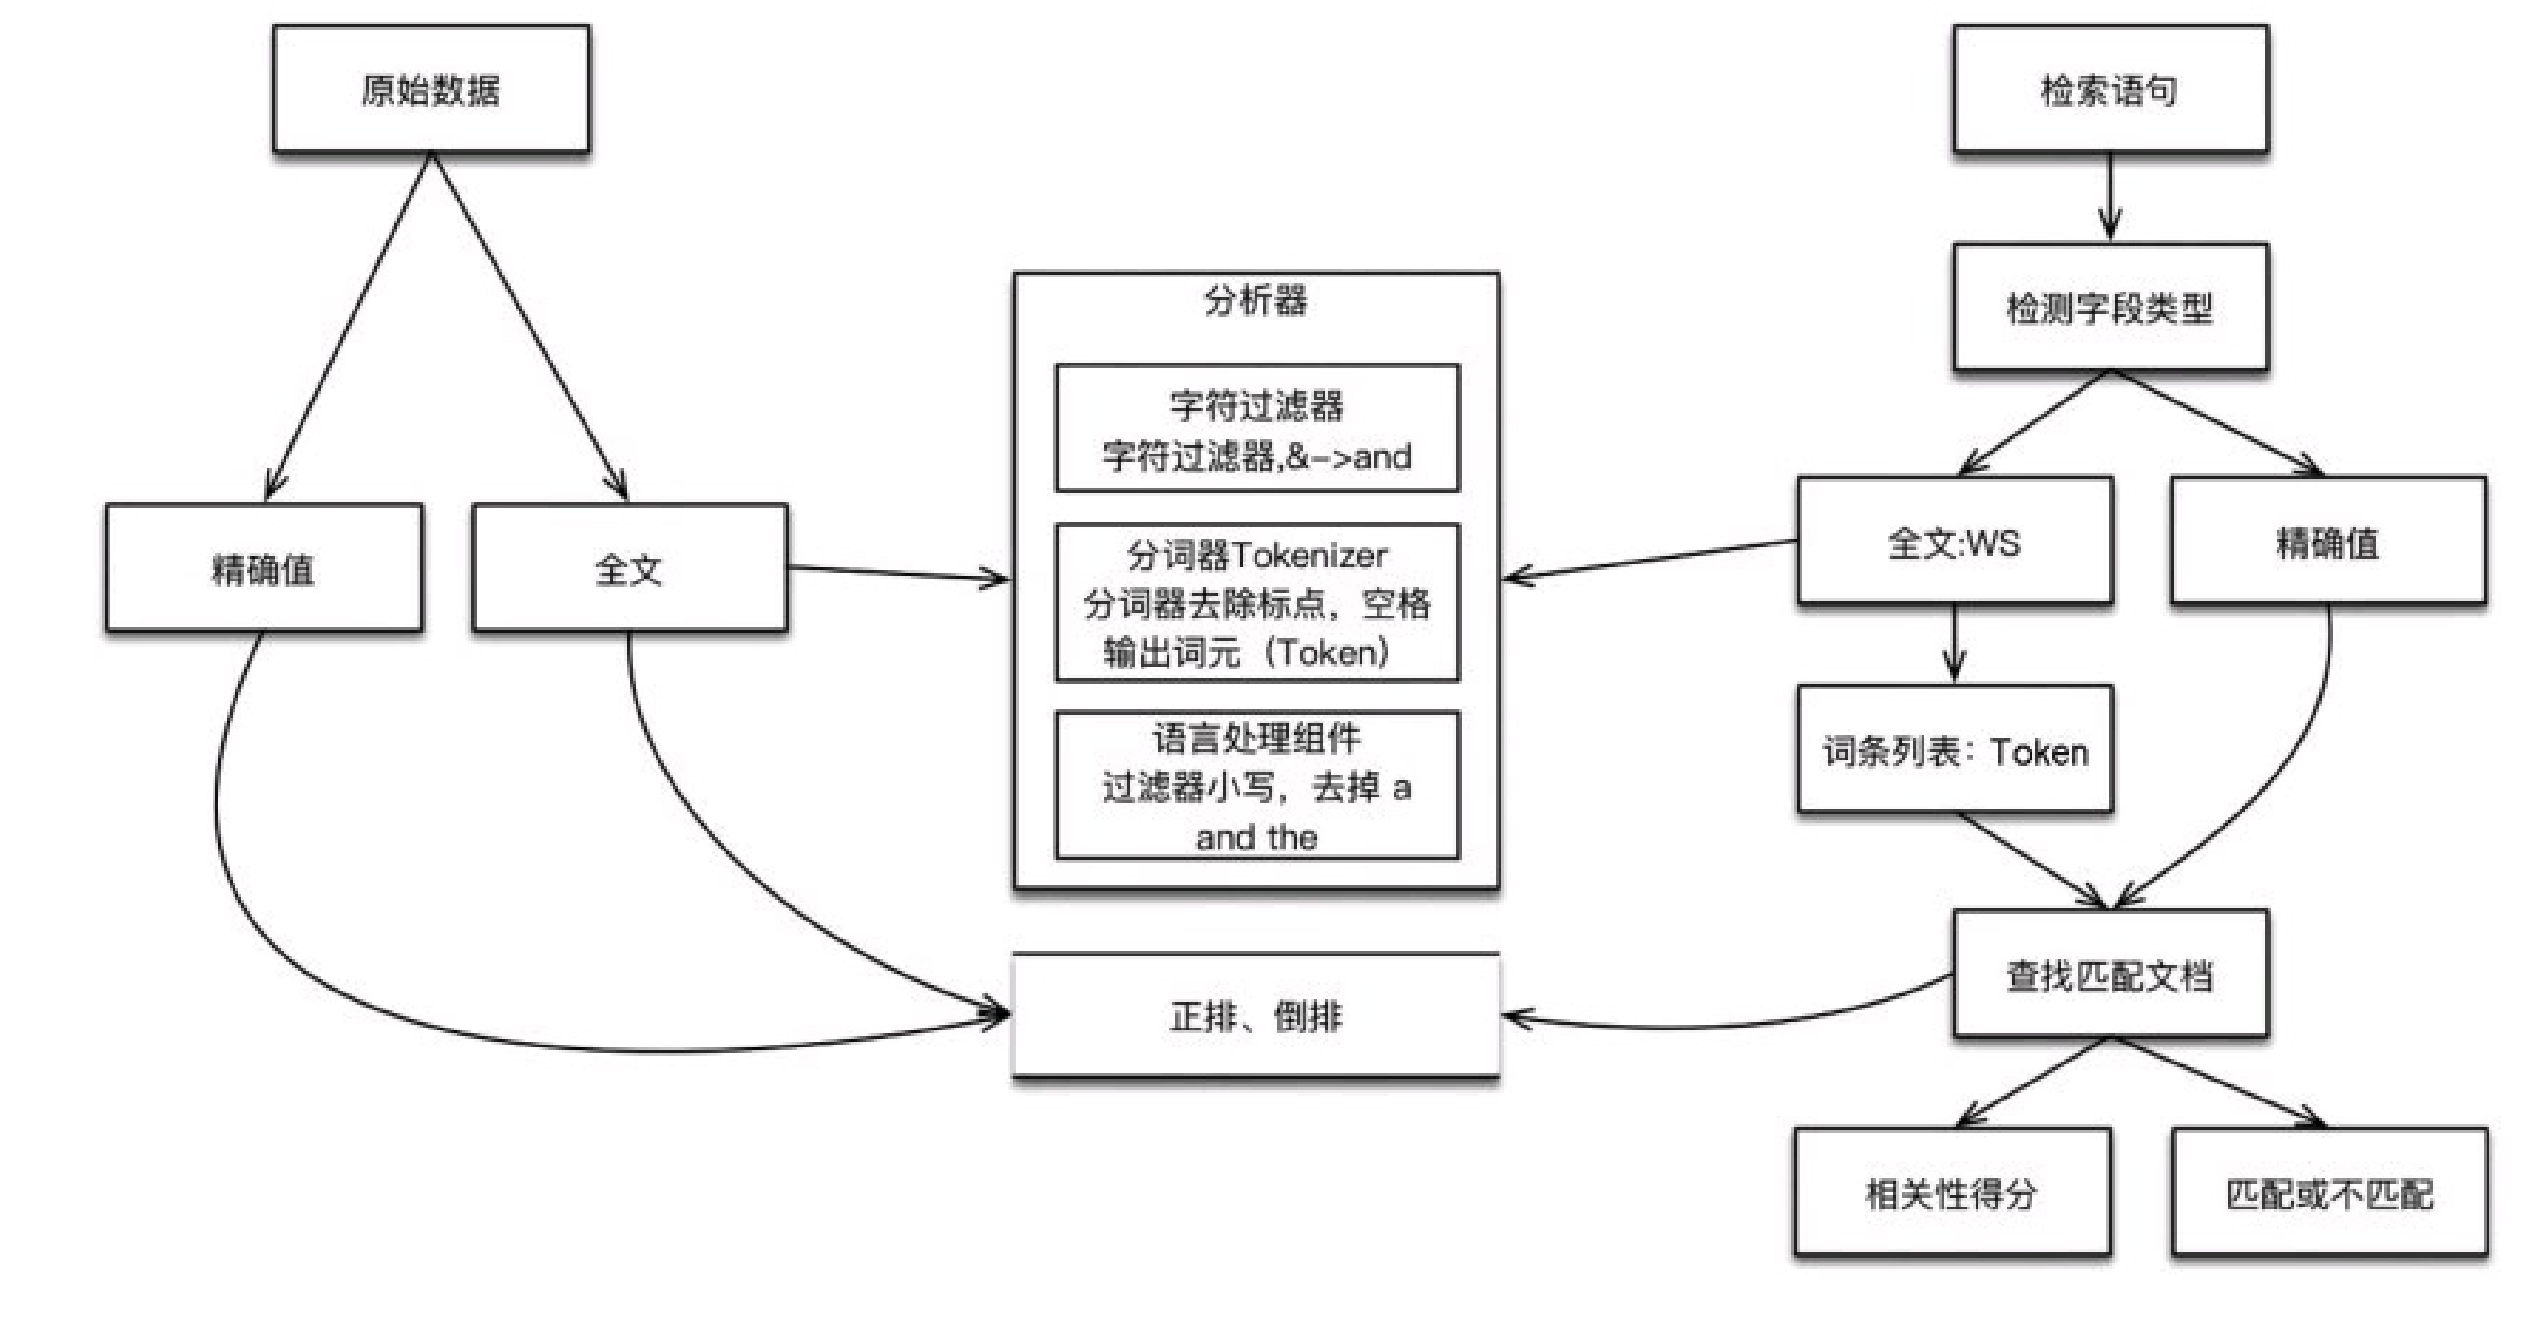 原始数据
检索语句
检测字段类型
分析器
字符过滤器
字符过滤器,&->and
分词器Tokenizer
分词器去除标点，空格
输出词元（Token）
语言处理组件
过滤器小写，去掉 a
and the
精确值
全文
全文:WS
精确值
词条列表：Token
正排、倒排
查找匹配文档
相关性得分
匹配或不匹配